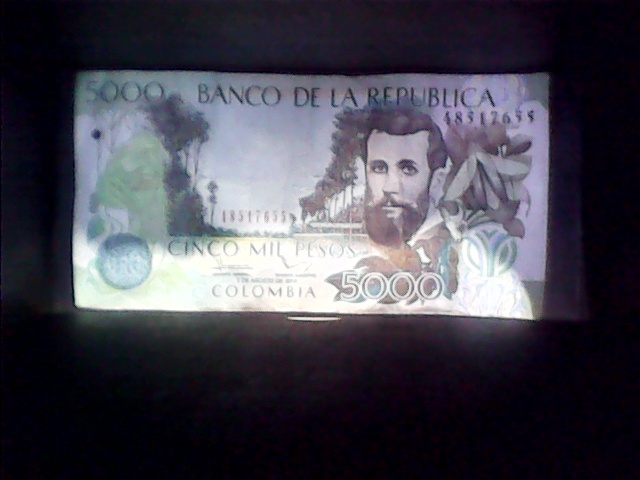 5000 BANCO DE LA REPUBLICA
48517655
48517655
CINCO MIL PESOS
COLOMBIA 5000